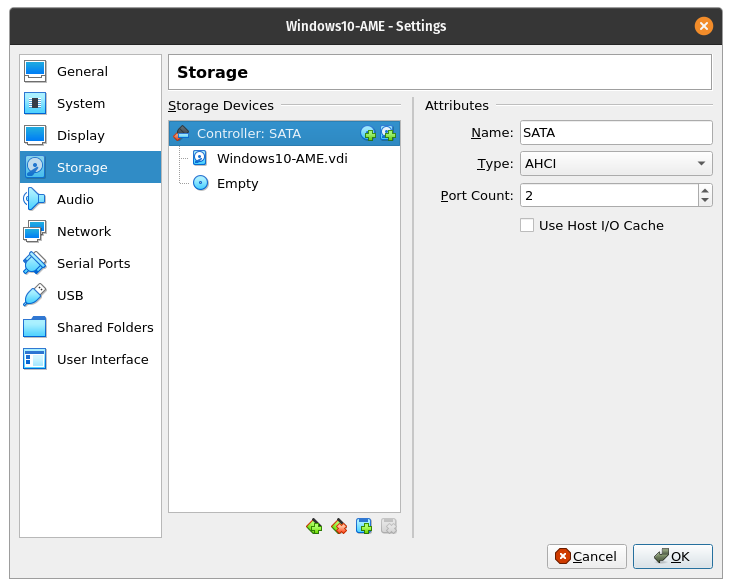 Windows10-AME - Settings
General
System
Display
Storage
Audio
Network
Serial Ports
USB
Shared Folders
User Interface
Storage
Storage Devices
Controller: SATA
Windows10-AME.vdi
Empty
Attributes
Name: SATA
Type: AHCI
Port Count: 2
Use Host I/O Cache
Cancel
OK